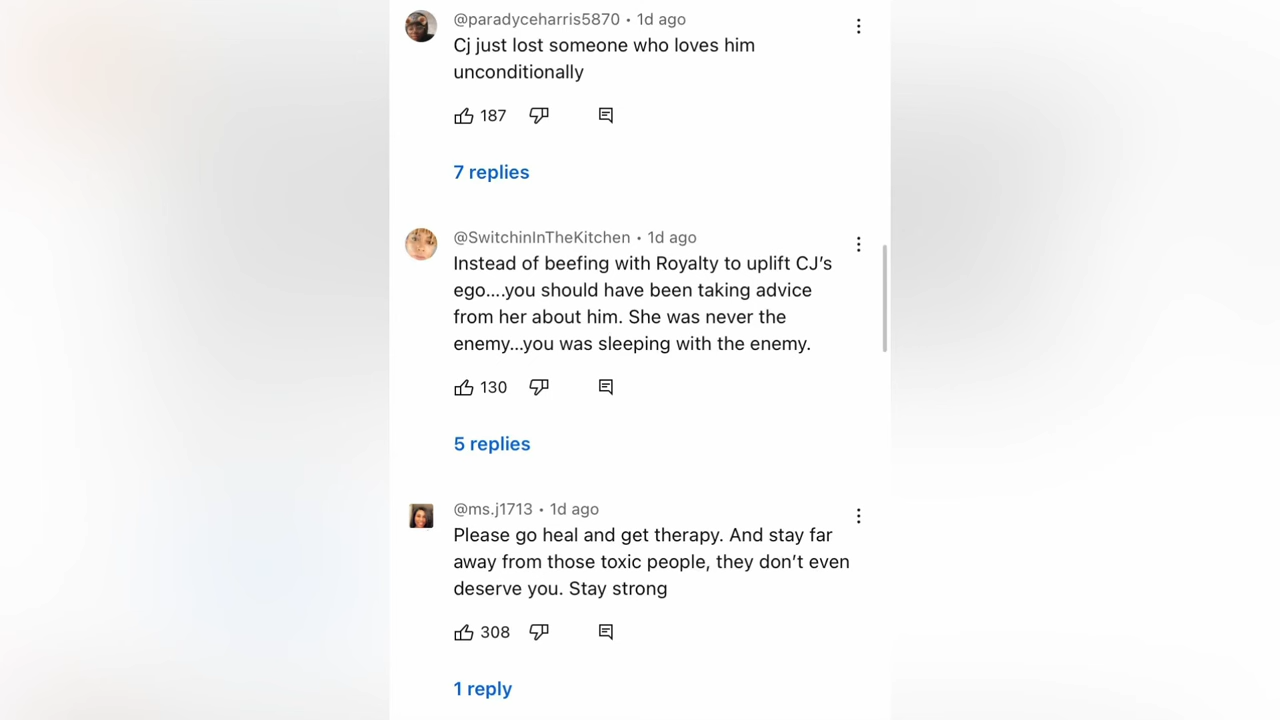 @paradyceharris5870 • 1d ago
Cj just lost someone who loves him
unconditionally
187
7 replies
@SwitchinInTheKitchen • 1d ago
Instead of beefing with Royalty to uplift CJ’s
ego....you should have been taking advice
from her about him. She was never the
enemy...you was sleeping with the enemy.
130
5 replies
@ms.j1713 • 1d ago
Please go heal and get therapy. And stay far
away from those toxic people, they don’t even
deserve you. Stay strong
308
1 reply